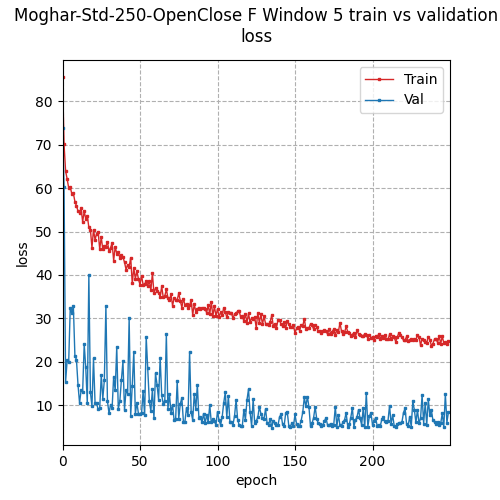 Moghar-Std-250-OpenClose F Window 5 train vs validation
loss
Train
Val
80
70
60
50
40
30
20
10
loss
0
50
100
150
200
epoch